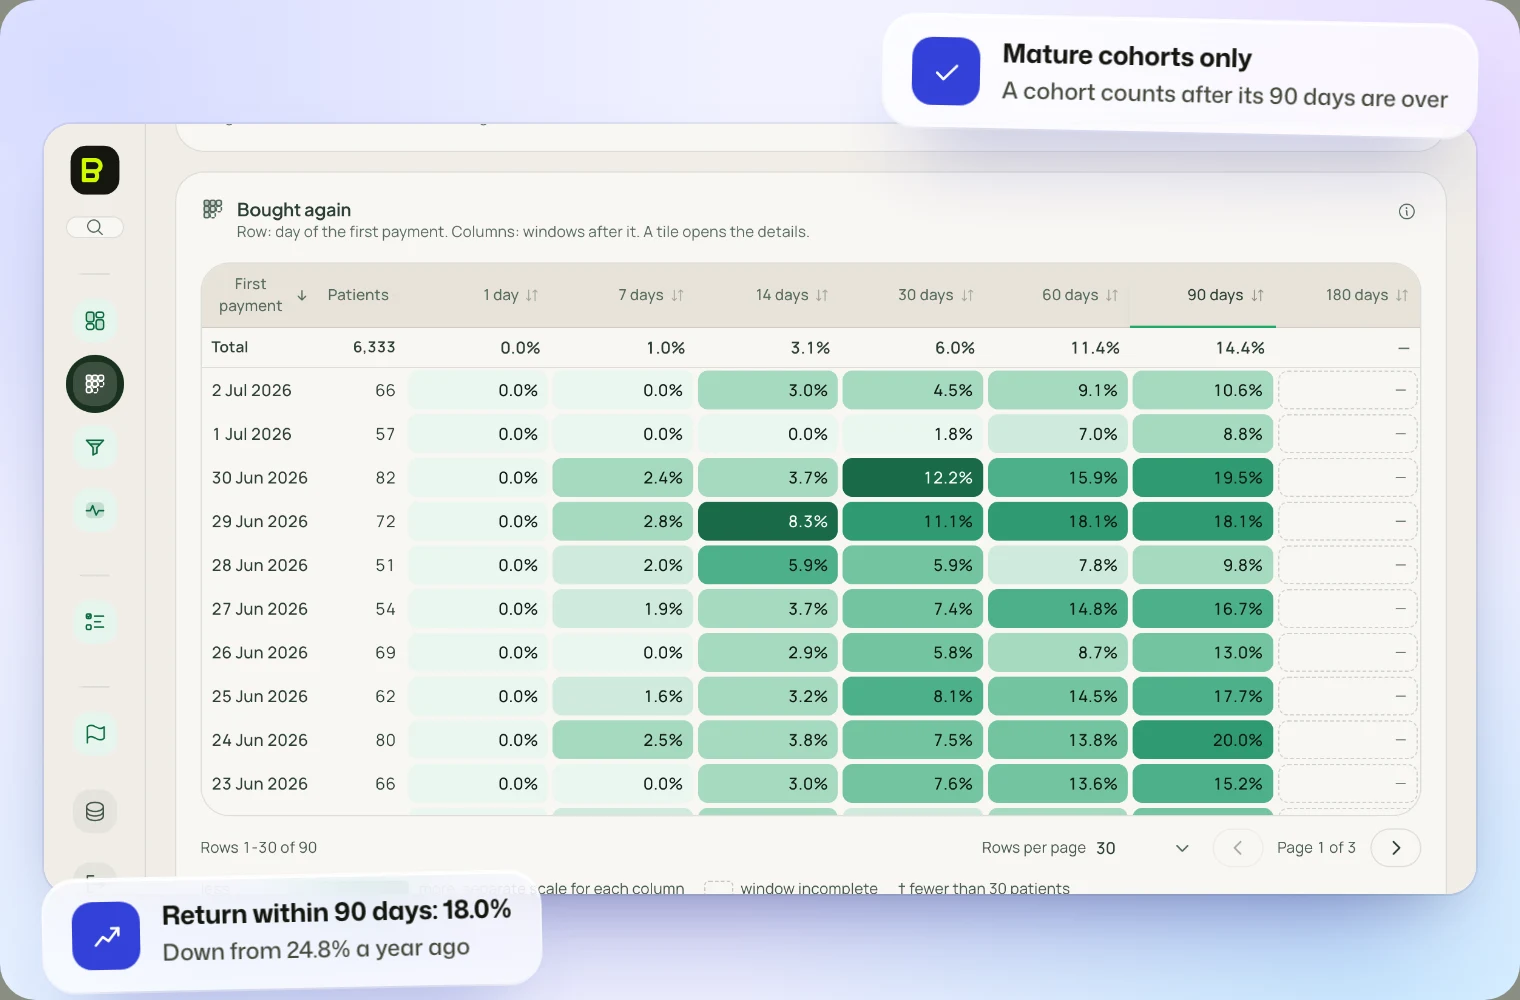 Mature cohorts only
A cohort counts after its 90 days are over
B
Bought again
Row: day of the first payment. Columns: windows after it. A tile opens the details.
First payment ↓ Patients 1 day 7 days 14 days 30 days 60 days 90 days 180 days
Total 6,333 0.0% 1.0% 3.1% 6.0% 11.4% 14.4% –
2 Jul 2026 66 0.0% 0.0% 3.0% 4.5% 9.1% 10.6% –
1 Jul 2026 57 0.0% 0.0% 0.0% 1.8% 7.0% 8.8% –
30 Jun 2026 82 0.0% 2.4% 3.7% 12.2% 15.9% 19.5% –
29 Jun 2026 72 0.0% 2.8% 8.3% 11.1% 18.1% 18.1% –
28 Jun 2026 51 0.0% 2.0% 5.9% 5.9% 7.8% 9.8% –
27 Jun 2026 54 0.0% 1.9% 3.7% 7.4% 14.8% 16.7% –
26 Jun 2026 69 0.0% 0.0% 2.9% 5.8% 8.7% 13.0% –
25 Jun 2026 62 0.0% 1.6% 3.2% 8.1% 14.5% 17.7% –
24 Jun 2026 80 0.0% 2.5% 3.8% 7.5% 13.8% 20.0% –
23 Jun 2026 66 0.0% 0.0% 3.0% 7.6% 13.6% 15.2% –
Rows 1-30 of 90 Rows per page 30 Page 1 of 3
less more, separate scale for each column window incomplete † fewer than 30 patients
Return within 90 days: 18.0%
Down from 24.8% a year ago